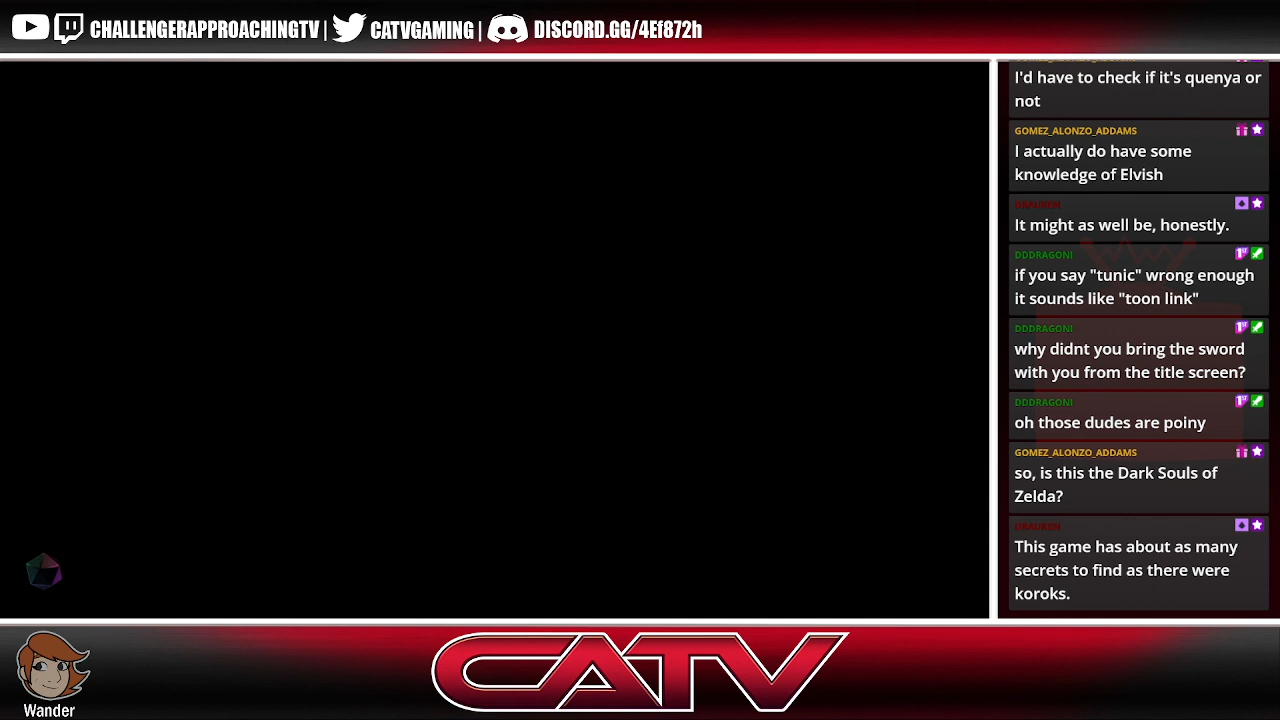 CHALLENGERAPPROACHINGTV | CATVGAMING | DISCORD.GG/4Ef872h
I'd have to check if it's quenya or
not
GOMEZ_ALONZO_ADDAMS
I actually do have some
knowledge of Elvish
DRAUREN
It might as well be, honestly.
DDDRAGONI
if you say "tunic" wrong enough
it sounds like "toon link"
DDDRAGONI
why didnt you bring the sword
with you from the title screen?
DDDRAGONI
oh those dudes are poiny
GOMEZ_ALONZO_ADDAMS
so, is this the Dark Souls of
Zelda?
DRAUREN
This game has about as many
secrets to find as there were
koroks.
Wander
CATV